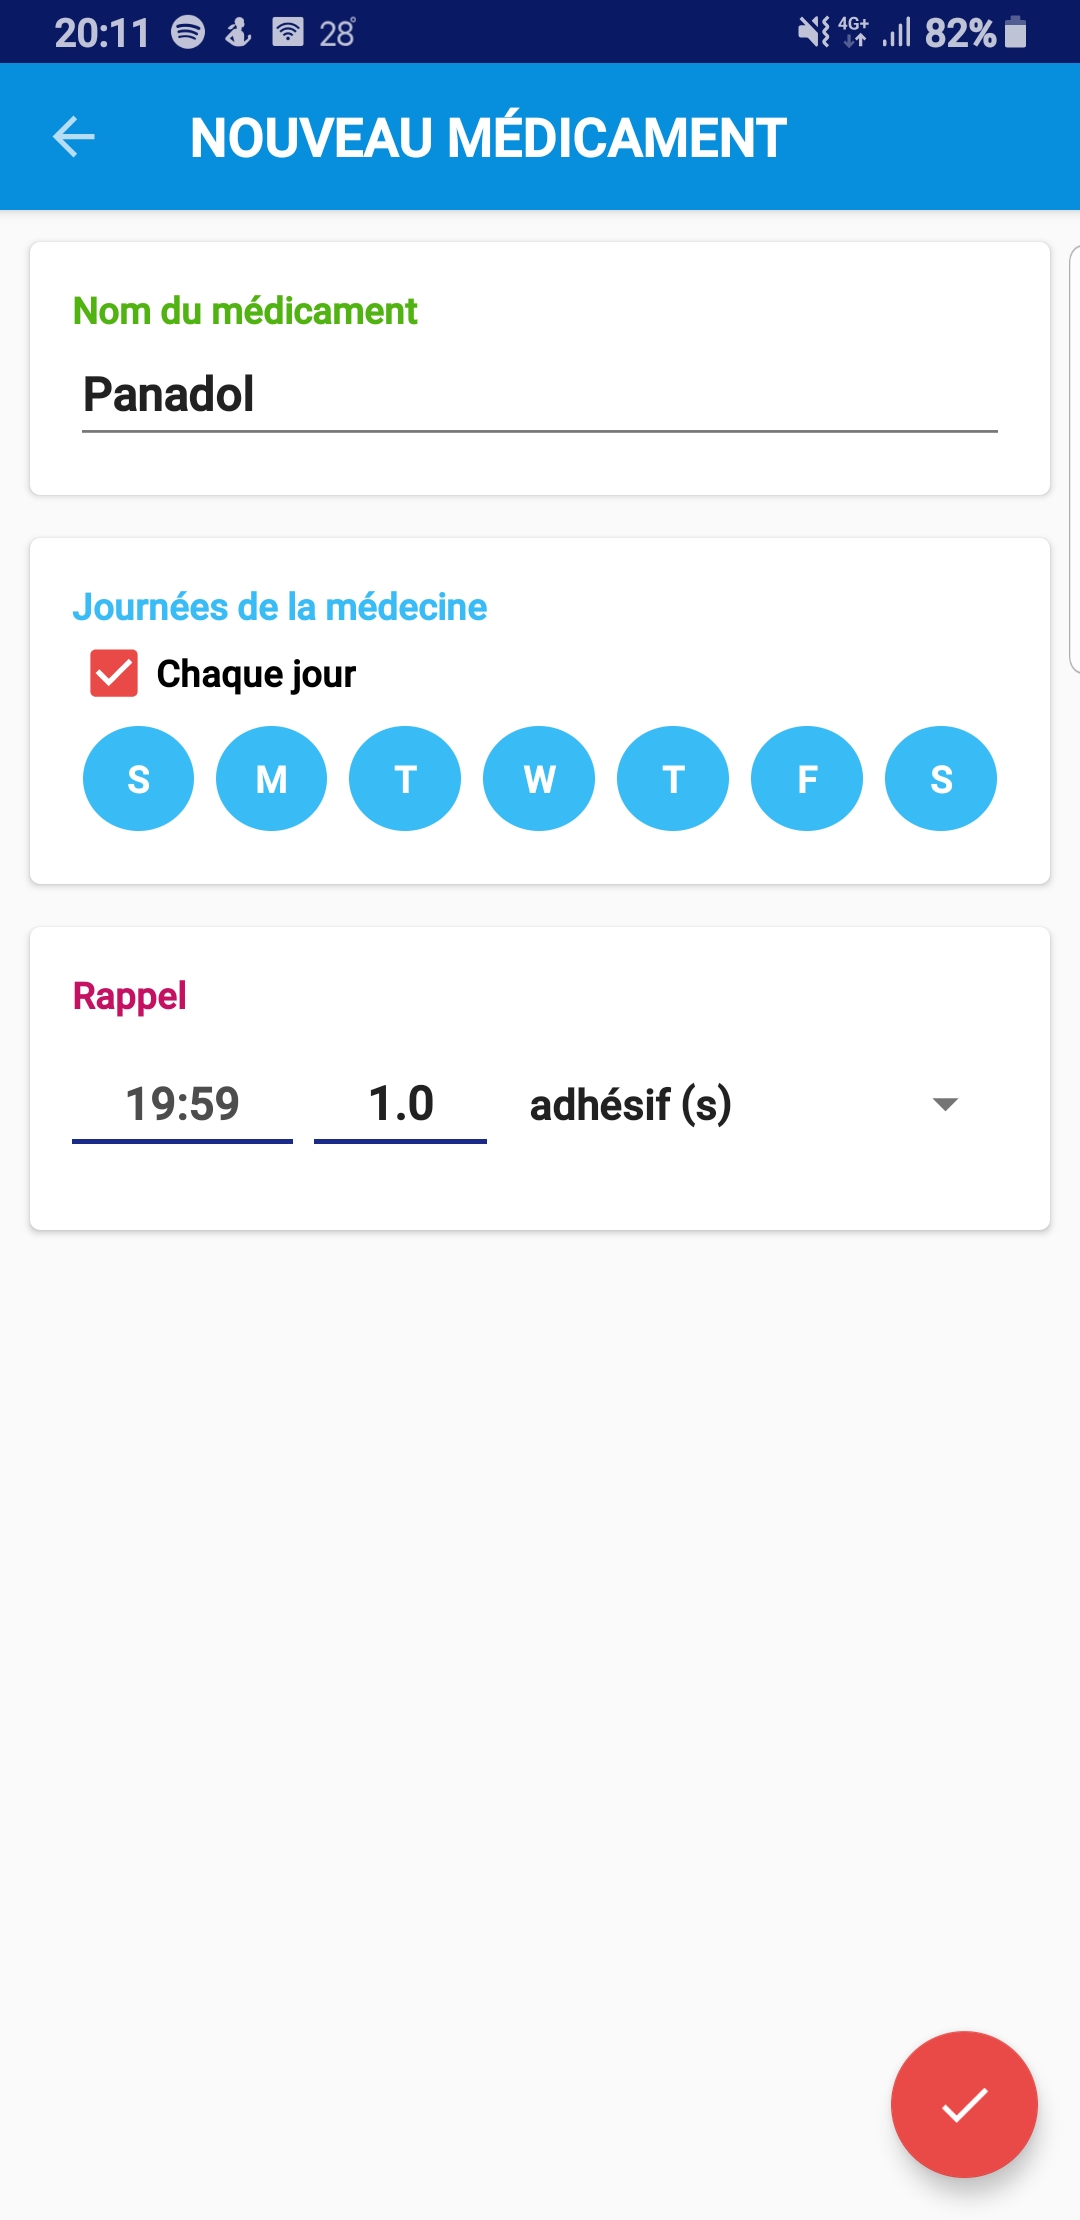 20:11 28° 4G+ 82%
NOUVEAU MÉDICAMENT
Nom du médicament
Panadol
Journées de la médecine
Chaque jour
S M T W T F S
Rappel
19:59 1.0 adhésif (s)